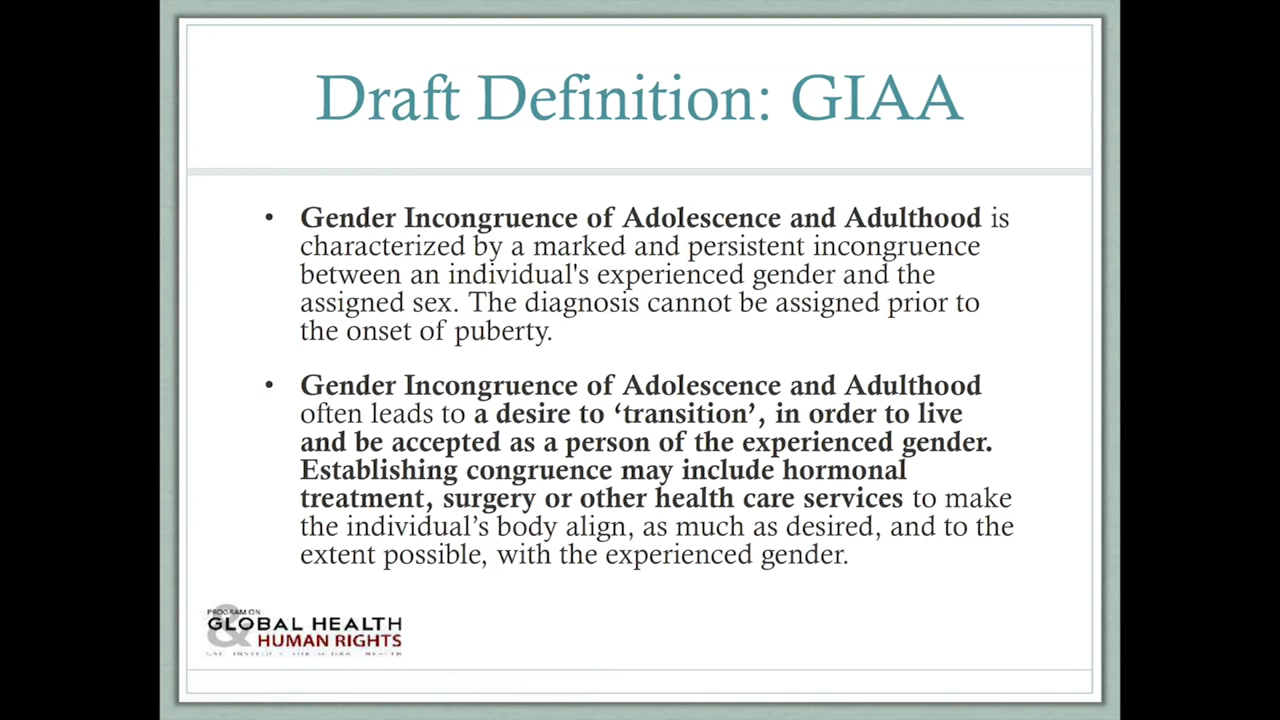 Draft Definition: GIAA
• Gender Incongruence of Adolescence and Adulthood is
characterized by a marked and persistent incongruence
between an individual's experienced gender and the
assigned sex. The diagnosis cannot be assigned prior to
the onset of puberty.
• Gender Incongruence of Adolescence and Adulthood
often leads to a desire to ‘transition’, in order to live
and be accepted as a person of the experienced gender.
Establishing congruence may include hormonal
treatment, surgery or other health care services to make
the individual’s body align, as much as desired, and to the
extent possible, with the experienced gender.
PROGRAM ON
GLOBAL HEALTH
& HUMAN RIGHTS